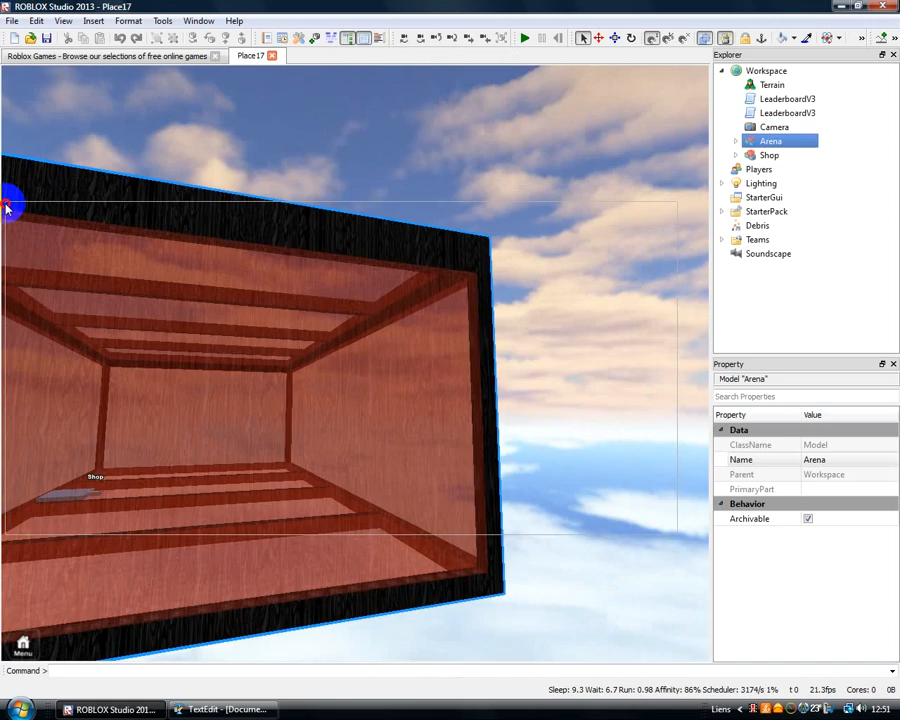 ROBLOX Studio 2013 - Place17
File Edit View Insert Format Tools Window Help
Roblox Games - Browse our selections of free online games
Place17
Explorer
Workspace
Terrain
LeaderboardV3
LeaderboardV3
Camera
Arena
Shop
Players
Lighting
StarterGui
StarterPack
Debris
Teams
Soundscape
Shop
Menu
Property
Model "Arena"
Search Properties
Property Value
Data
ClassName Model
Name Arena
Parent Workspace
PrimaryPart
Behavior
Archivable
Command >
Sleep: 9.3 Wait: 6.7 Run: 0.98 Affinity: 86% Scheduler: 3174/s 1% t 0 21.3fps Cores: 0 0B
ROBLOX Studio 201... TextEdit - [Docume... Liens 23° 12:51